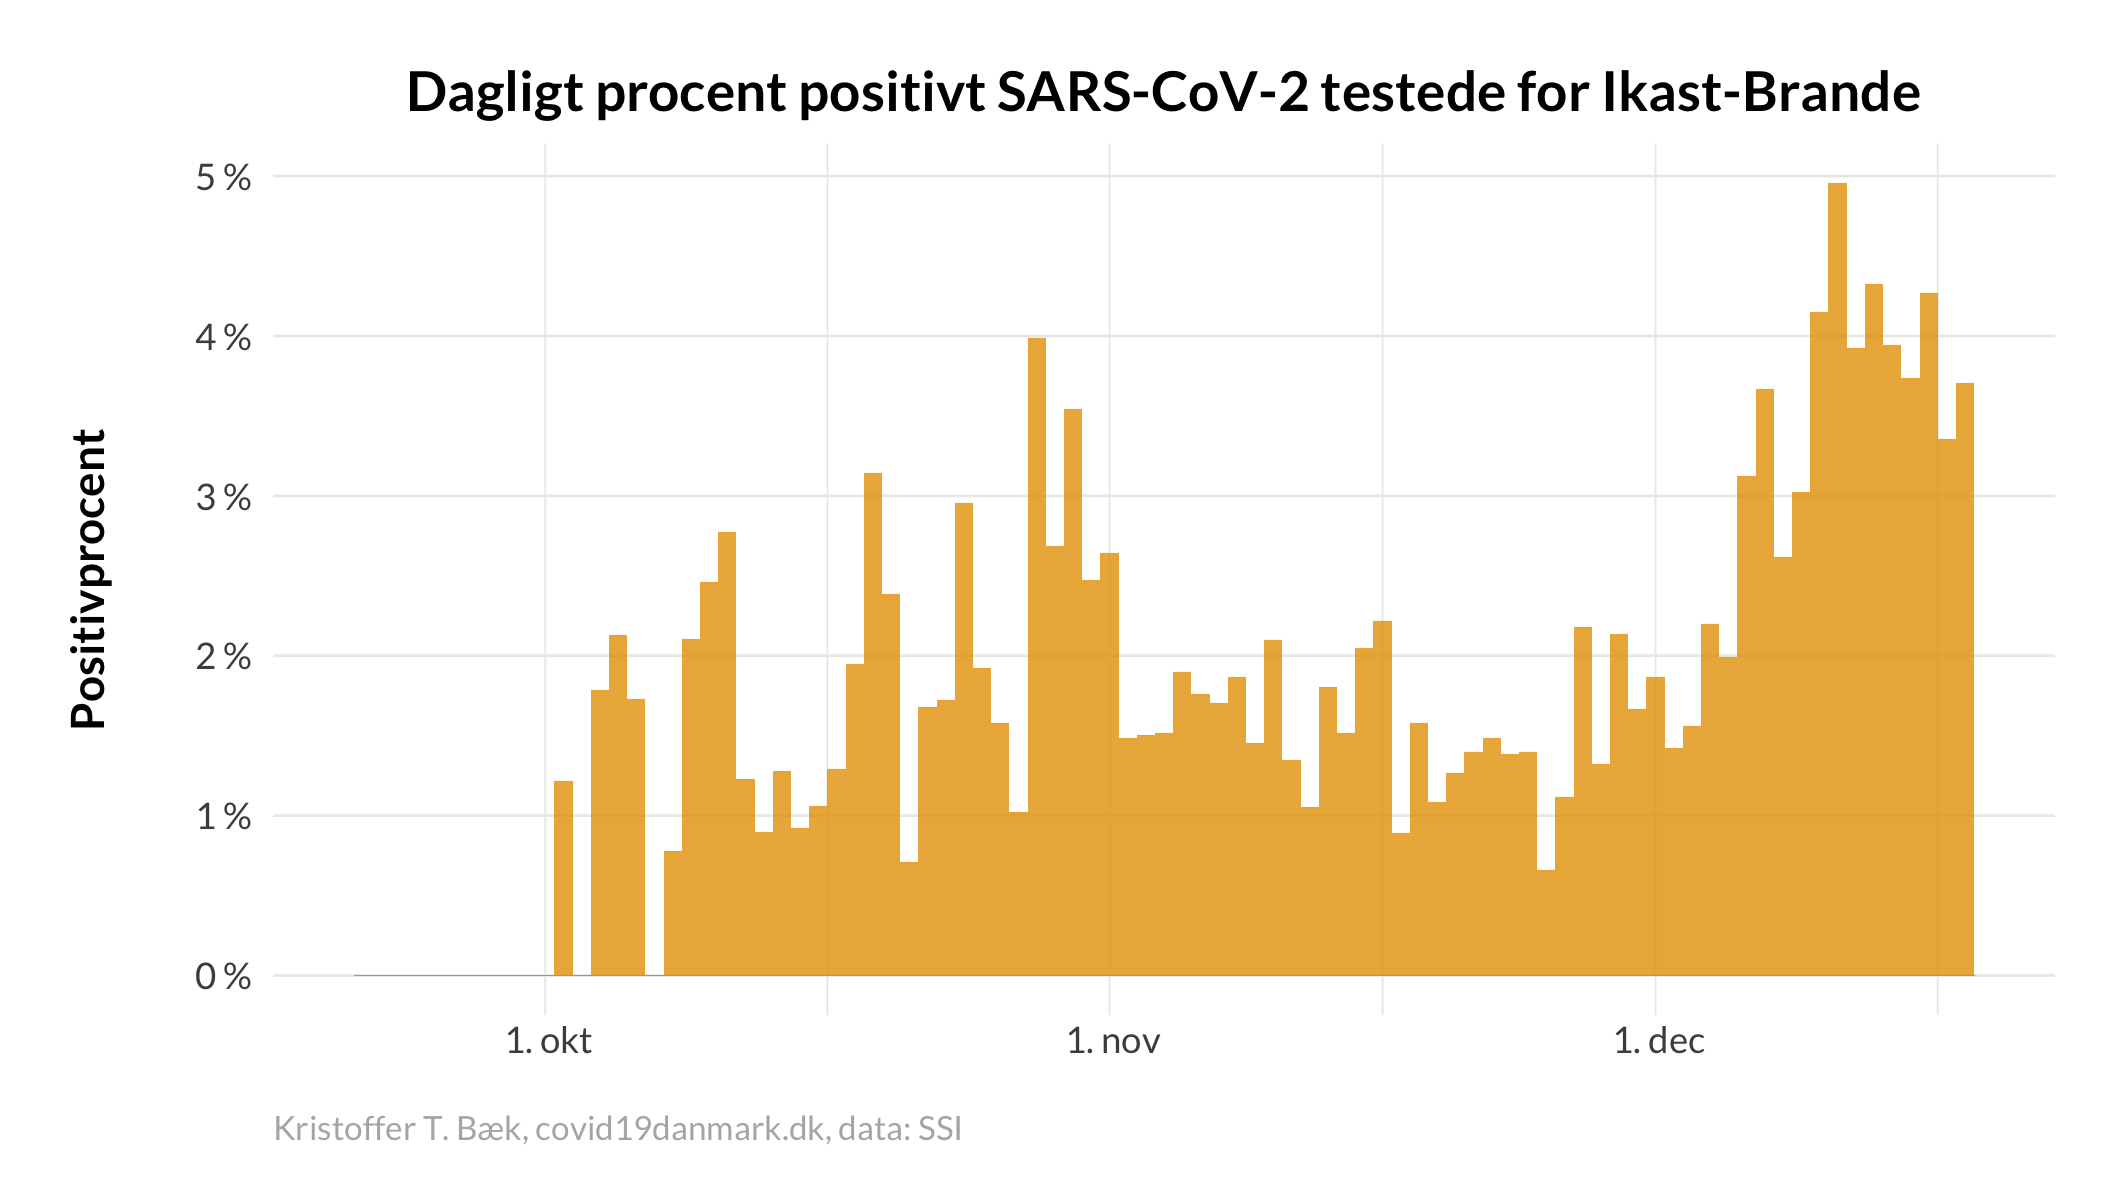 Dagligt procent positivt SARS-CoV-2 testede for Ikast-Brande
Positivprocent
5 %
4 %
3 %
2 %
1 %
0 %
1. okt
1. nov
1. dec
Kristoffer T. Bæk, covid19danmark.dk, data: SSI